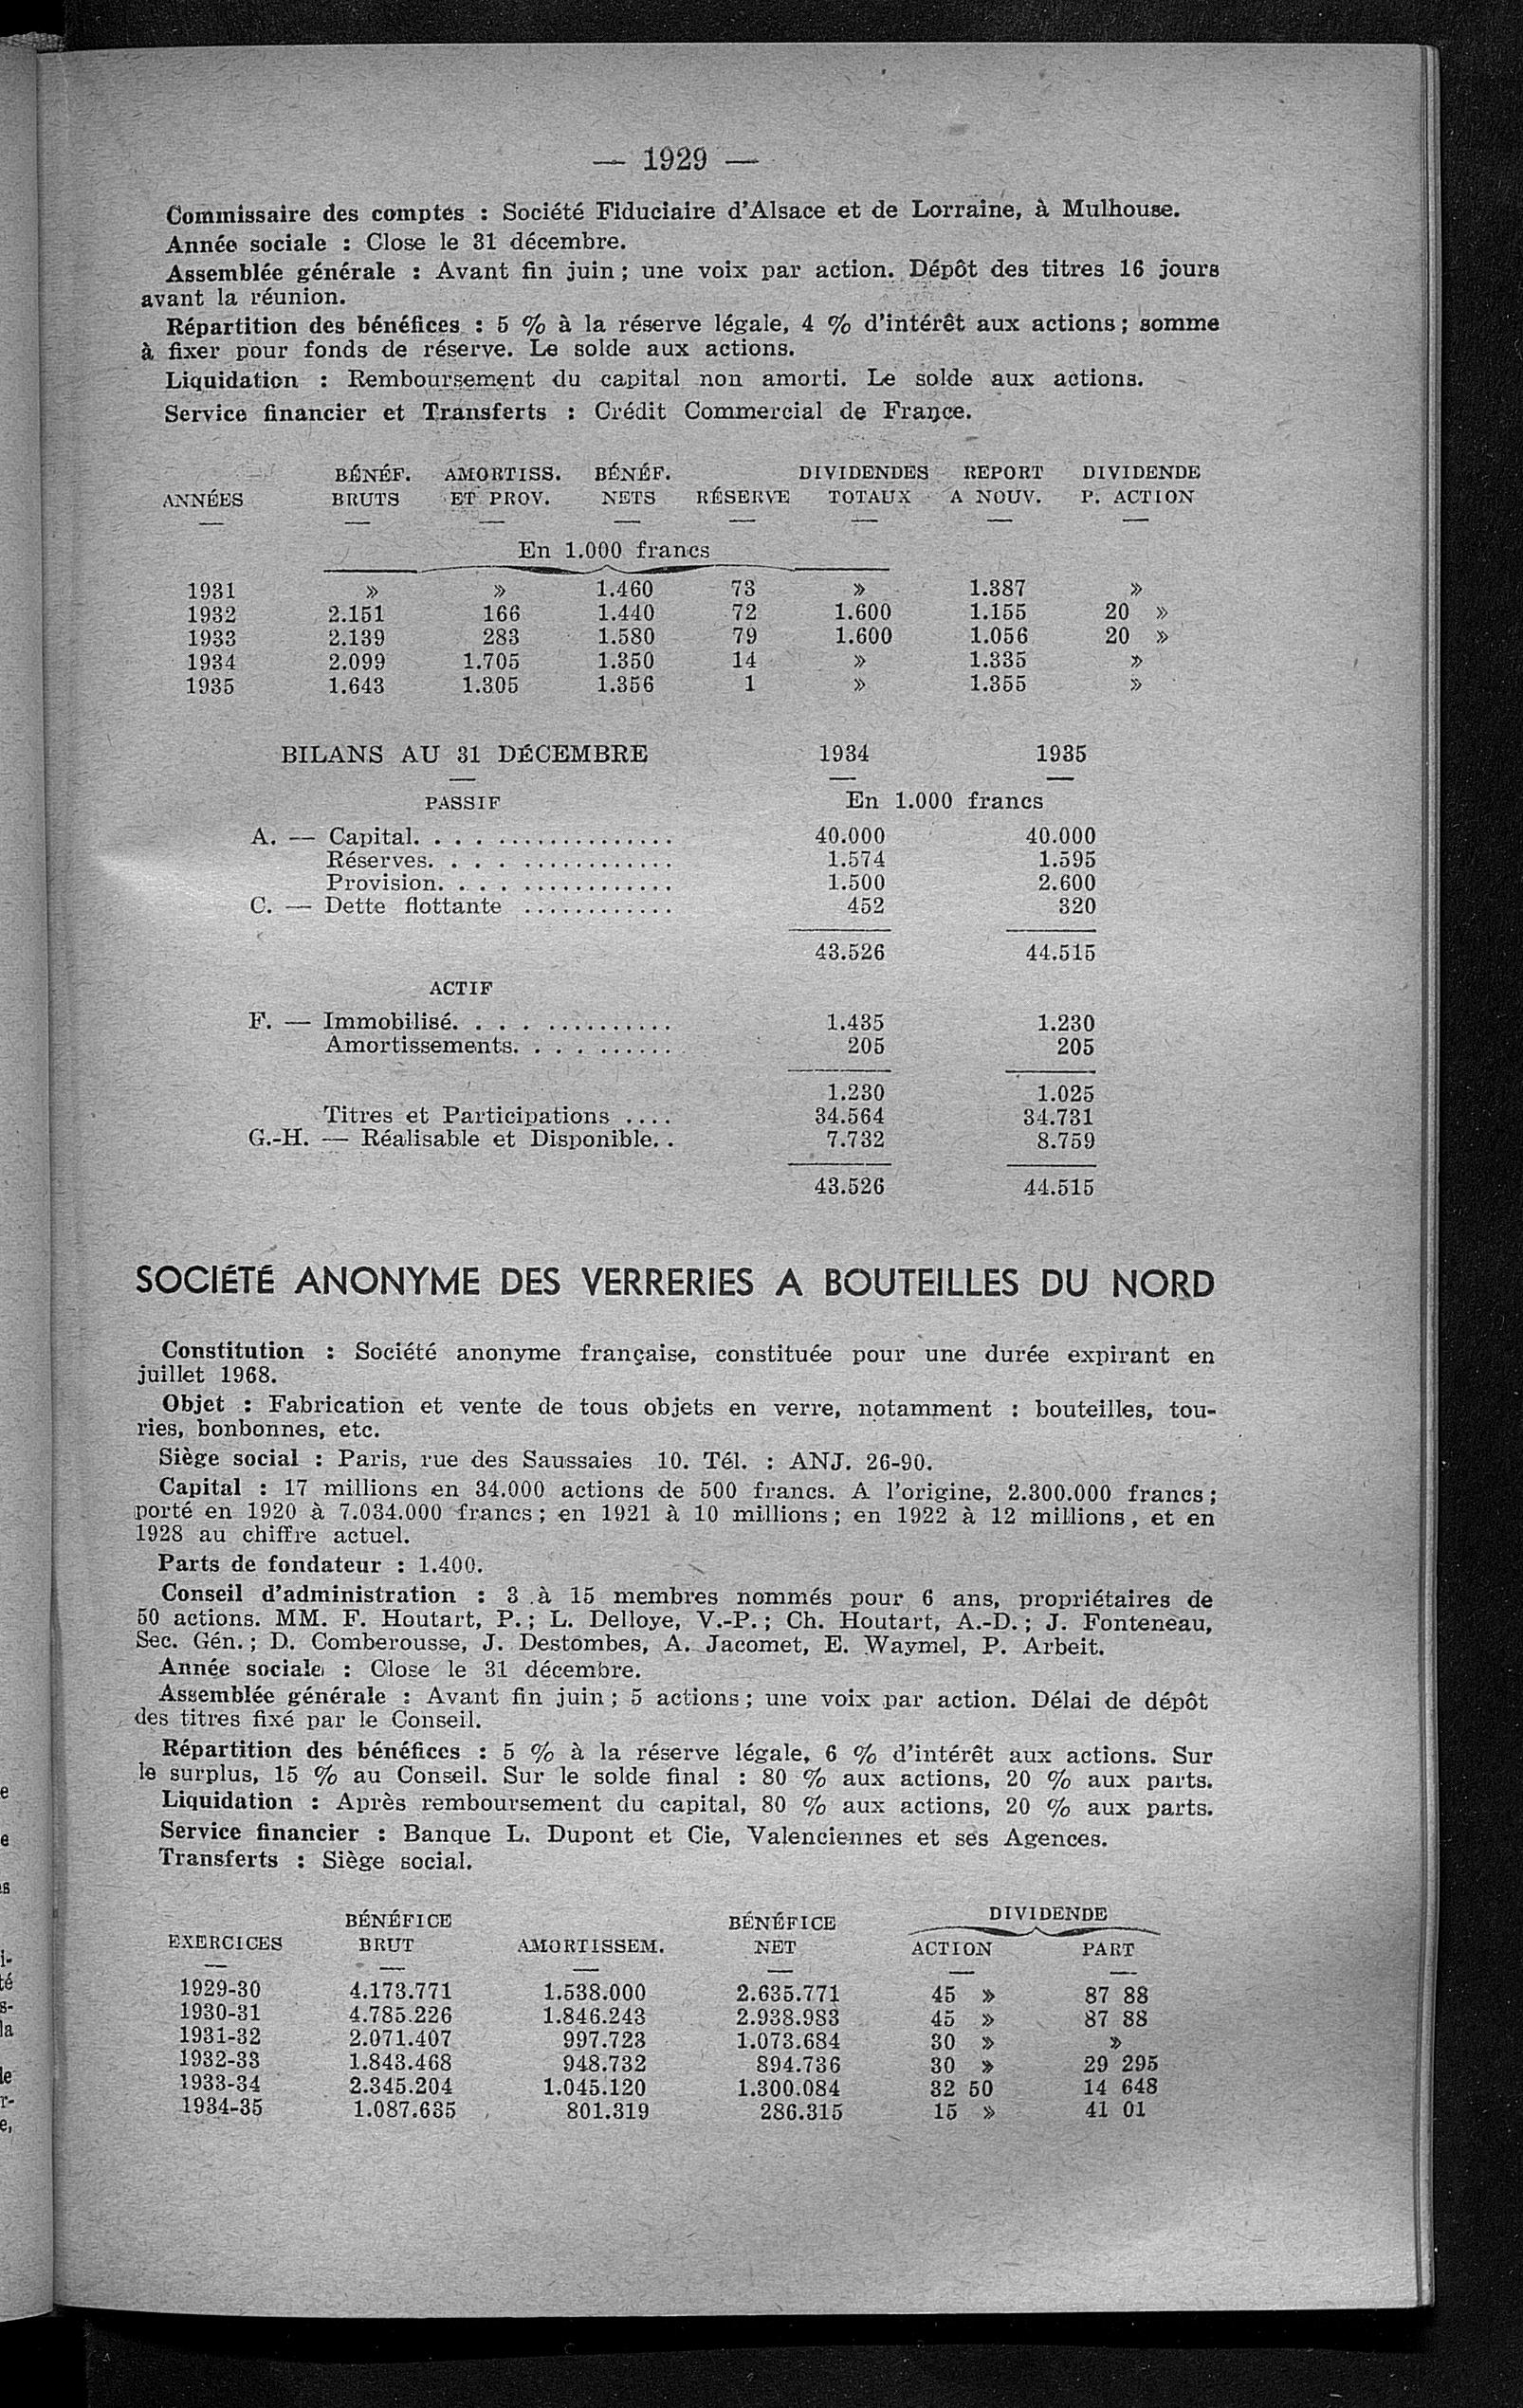 — 1929 —
Commissaire des comptes : Société Fiduciaire d'Alsace et de Lorraine, à Mulhouse.
Année sociale : Close le 31 décembre.
Assemblée générale : Avant fin juin ; une voix par action. Dépôt des titres 16 jours
avant la réunion.
Répartition des bénéfices : 5 % à la réserve légale, 4 % d'intérêt aux actions ; somme
à fixer pour fonds de réserve. Le solde aux actions.
Liquidation : Remboursement du capital non amorti. Le solde aux actions.
Service financier et Transferts : Crédit Commercial de France.
BÉNÉF. AMORTISS. BÉNÉF. DIVIDENDES REPORT DIVIDENDE
ANNÉES BRUTS ET PROV. NETS RÉSERVE TOTAUX A NOUV. P. ACTION
En 1.000 francs
1931 » » 1.460 73 » 1.387 »
1932 2.151 166 1.440 72 1.600 1.155 20 »
1933 2.139 283 1.580 79 1.600 1.056 20 »
1934 2.099 1.705 1.350 14 » 1.335 »
1935 1.643 1.305 1.356 1 » 1.355 »
BILANS AU 31 DÉCEMBRE 1934 1935
PASSIF En 1.000 francs
A. — Capital. . . . . . . . . . . . . . . . . . . . 40.000 40.000
Réserves. . . . . . . . . . . . . . . . . . 1.574 1.595
Provision. . . . . . . . . . . . . . . . . 1.500 2.600
C. — Dette flottante . . . . . . . . . . . . 452 320
43.526 44.515
ACTIF
F. — Immobilisé. . . . . . . . . . . . . . . . 1.435 1.230
Amortissements. . . . . . . . . . . 205 205
1.230 1.025
Titres et Participations . . . . 34.564 34.731
G.-H. — Réalisable et Disponible. . 7.732 8.759
43.526 44.515
SOCIÉTÉ ANONYME DES VERRERIES A BOUTEILLES DU NORD
Constitution : Société anonyme française, constituée pour une durée expirant en
juillet 1968.
Objet : Fabrication et vente de tous objets en verre, notamment : bouteilles, tou-
ries, bonbonnes, etc.
Siège social : Paris, rue des Saussaies 10. Tél. : ANJ. 26-90.
Capital : 17 millions en 34.000 actions de 500 francs. A l'origine, 2.300.000 francs ;
porté en 1920 à 7.034.000 francs ; en 1921 à 10 millions ; en 1922 à 12 millions, et en
1928 au chiffre actuel.
Parts de fondateur : 1.400.
Conseil d'administration : 3 à 15 membres nommés pour 6 ans, propriétaires de
50 actions. MM. F. Houtart, P. ; L. Delloye, V.-P. ; Ch. Houtart, A.-D. ; J. Fonteneau,
Sec. Gén. ; D. Comberousse, J. Destombes, A. Jacomet, E. Waymel, P. Arbeit.
Année sociale : Close le 31 décembre.
Assemblée générale : Avant fin juin ; 5 actions ; une voix par action. Délai de dépôt
des titres fixé par le Conseil.
Répartition des bénéfices : 5 % à la réserve légale, 6 % d'intérêt aux actions. Sur
le surplus, 15 % au Conseil. Sur le solde final : 80 % aux actions, 20 % aux parts.
Liquidation : Après remboursement du capital, 80 % aux actions, 20 % aux parts.
Service financier : Banque L. Dupont et Cie, Valenciennes et ses Agences.
Transferts : Siège social.
BÉNÉFICE BÉNÉFICE DIVIDENDE
EXERCICES BRUT AMORTISSEM. NET ACTION PART
1929-30 4.173.771 1.538.000 2.635.771 45 » 87 88
1930-31 4.785.226 1.846.243 2.938.983 45 » 87 88
1931-32 2.071.407 997.723 1.073.684 30 » »
1932-33 1.843.468 948.732 894.736 30 » 29 295
1933-34 2.345.204 1.045.120 1.300.084 32 50 14 648
1934-35 1.087.635 801.319 286.315 15 » 41 01